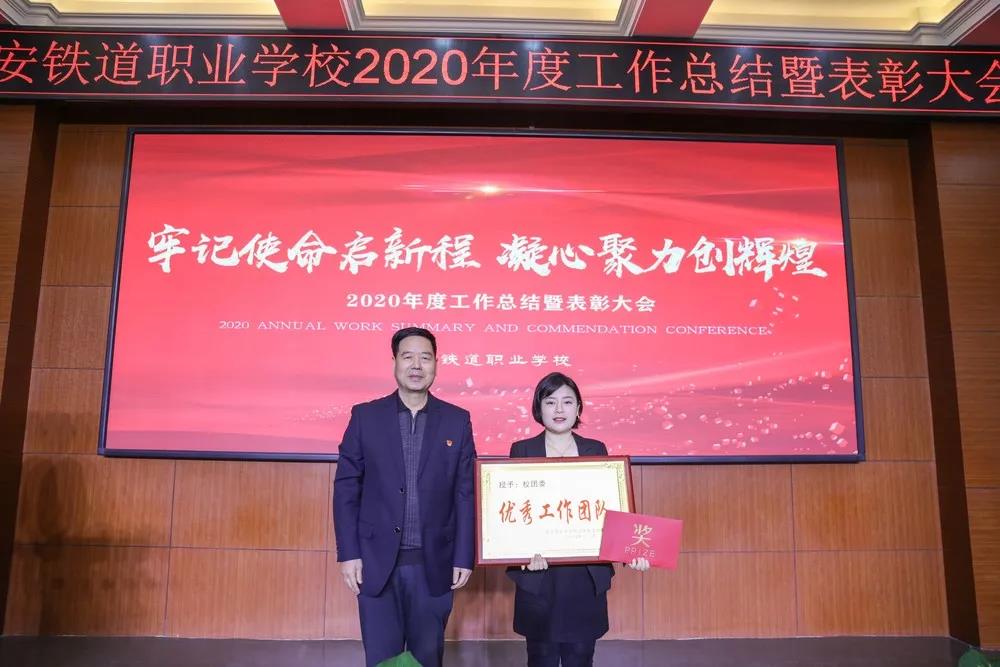 安铁道职业学校2020年度工作总结暨表彰大会
牢记使命启新程 凝心聚力创辉煌
2020年度工作总结暨表彰大会
2020 ANNUAL WORK SUMMARY AND COMMENDATION CONFERENCE
铁道职业学校
授予：校团委
优秀工作团队
奖
PRIZE